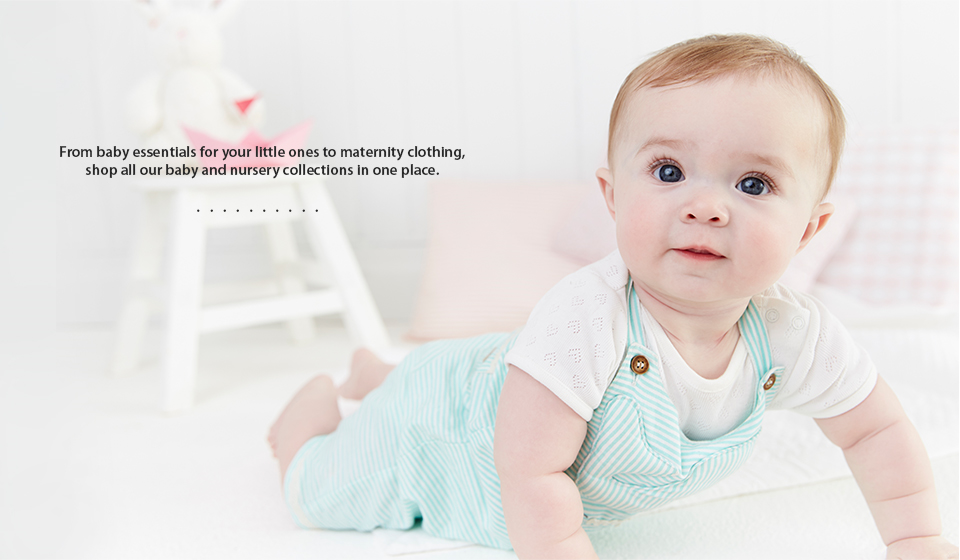 From baby essentials for your little ones to maternity clothing,
shop all our baby and nursery collections in one place.
. . . . . . . . . .